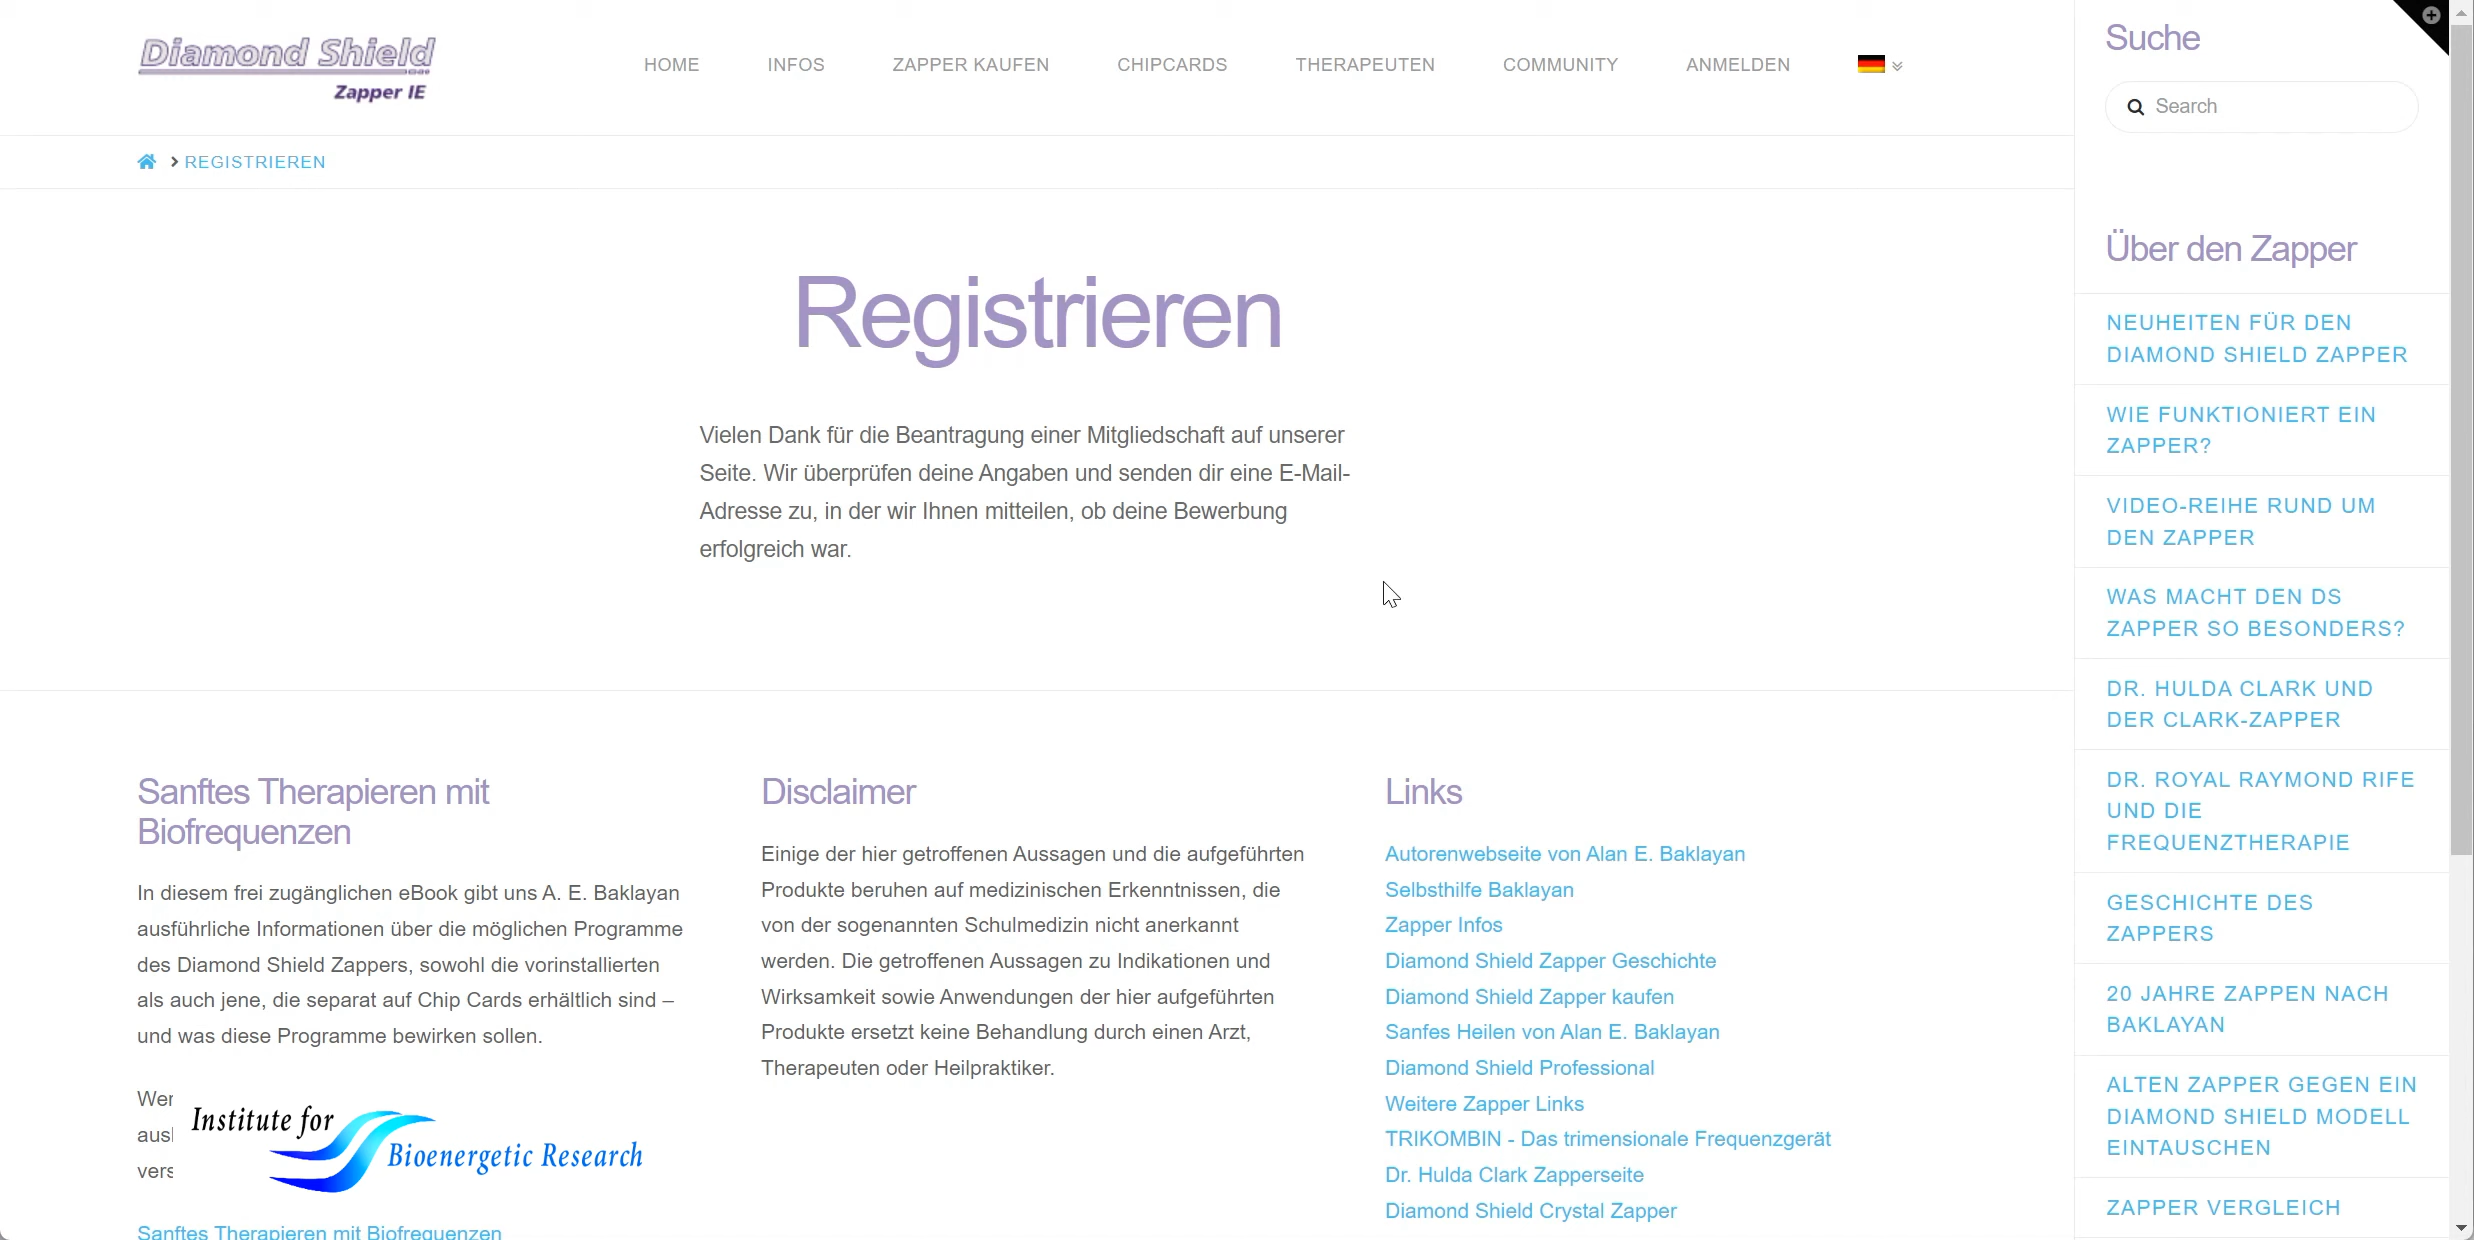 Diamond Shield
Zapper IE
HOME
INFOS
ZAPPER KAUFEN
CHIPCARDS
THERAPEUTEN
COMMUNITY
ANMELDEN
REGISTRIEREN
Registrieren
Vielen Dank für die Beantragung einer Mitgliedschaft auf unserer
Seite. Wir überprüfen deine Angaben und senden dir eine E-Mail-
Adresse zu, in der wir Ihnen mitteilen, ob deine Bewerbung
erfolgreich war.
Sanftes Therapieren mit
Biofrequenzen
In diesem frei zugänglichen eBook gibt uns A. E. Baklayan
ausführliche Informationen über die möglichen Programme
des Diamond Shield Zappers, sowohl die vorinstallierten
als auch jene, die separat auf Chip Cards erhältlich sind –
und was diese Programme bewirken sollen.
Institute for
Bioenergetic Research
Sanftes Therapieren mit Biofrequenzen
Disclaimer
Einige der hier getroffenen Aussagen und die aufgeführten
Produkte beruhen auf medizinischen Erkenntnissen, die
von der sogenannten Schulmedizin nicht anerkannt
werden. Die getroffenen Aussagen zu Indikationen und
Wirksamkeit sowie Anwendungen der hier aufgeführten
Produkte ersetzt keine Behandlung durch einen Arzt,
Therapeuten oder Heilpraktiker.
Links
Autorenwebseite von Alan E. Baklayan
Selbsthilfe Baklayan
Zapper Infos
Diamond Shield Zapper Geschichte
Diamond Shield Zapper kaufen
Sanfes Heilen von Alan E. Baklayan
Diamond Shield Professional
Weitere Zapper Links
TRIKOMBIN - Das trimensionale Frequenzgerät
Dr. Hulda Clark Zapperseite
Diamond Shield Crystal Zapper
Suche
Search
Über den Zapper
NEUHEITEN FÜR DEN
DIAMOND SHIELD ZAPPER
WIE FUNKTIONIERT EIN
ZAPPER?
VIDEO-REIHE RUND UM
DEN ZAPPER
WAS MACHT DEN DS
ZAPPER SO BESONDERS?
DR. HULDA CLARK UND
DER CLARK-ZAPPER
DR. ROYAL RAYMOND RIFE
UND DIE
FREQUENZTHERAPIE
GESCHICHTE DES
ZAPPERS
20 JAHRE ZAPPEN NACH
BAKLAYAN
ALTEN ZAPPER GEGEN EIN
DIAMOND SHIELD MODELL
EINTAUSCHEN
ZAPPER VERGLEICH